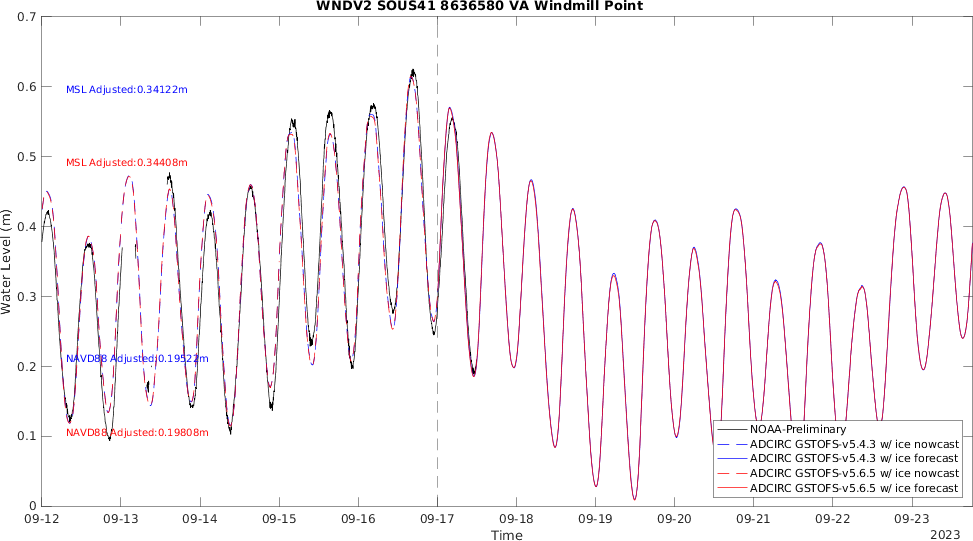 WNDV2 SOUS41 8636580 VA Windmill Point
0.7
0.6
0.5
0.4
0.3
0.2
0.1
0
Water Level (m)
MSL Adjusted:0.34122m
MSL Adjusted:0.34408m
NAVD88 Adjusted:0.19522m
NAVD88 Adjusted:0.19808m
NOAA-Preliminary
ADCIRC GSTOFS-v5.4.3 w/ ice nowcast
ADCIRC GSTOFS-v5.4.3 w/ ice forecast
ADCIRC GSTOFS-v5.6.5 w/ ice nowcast
ADCIRC GSTOFS-v5.6.5 w/ ice forecast
09-12 09-13 09-14 09-15 09-16 09-17 09-18 09-19 09-20 09-21 09-22 09-23
Time
2023